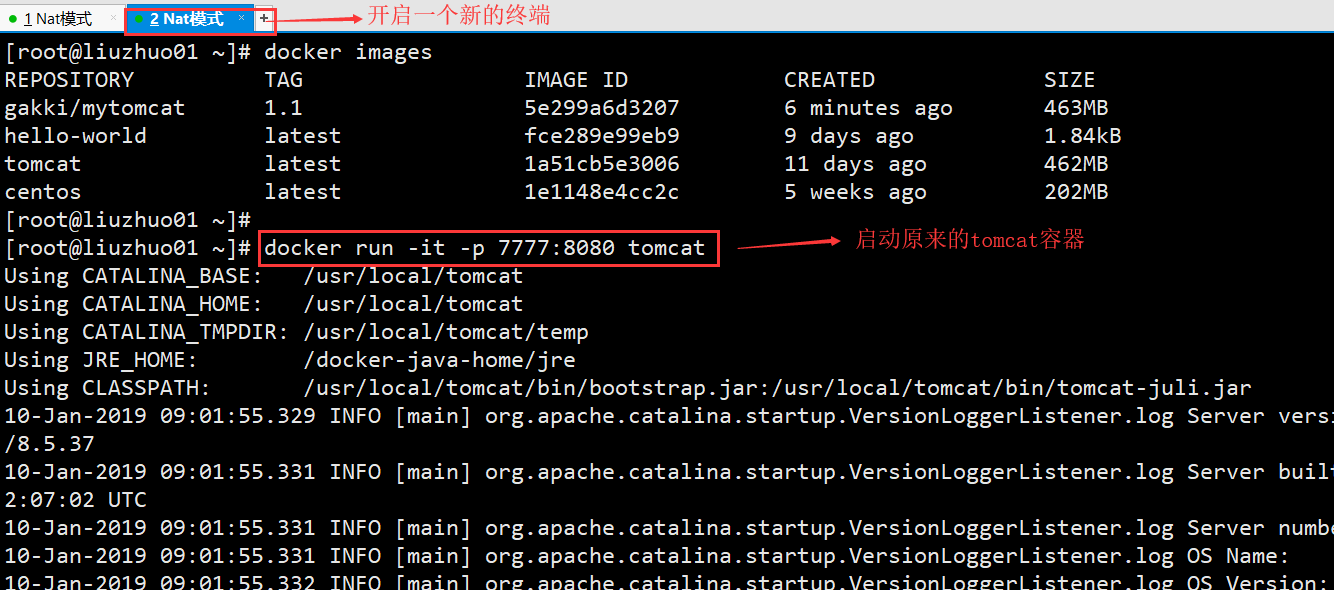 1 Nat模式 × 2 Nat模式 × + 开启一个新的终端
[root@liuzhuo01 ~]# docker images
REPOSITORY TAG IMAGE ID CREATED SIZE
gakki/mytomcat 1.1 5e299a6d3207 6 minutes ago 463MB
hello-world latest fce289e99eb9 9 days ago 1.84kB
tomcat latest 1a51cb5e3006 11 days ago 462MB
centos latest 1e1148e4cc2c 5 weeks ago 202MB
[root@liuzhuo01 ~]#
[root@liuzhuo01 ~]# docker run -it -p 7777:8080 tomcat 启动原来的tomcat容器
Using CATALINA_BASE: /usr/local/tomcat
Using CATALINA_HOME: /usr/local/tomcat
Using CATALINA_TMPDIR: /usr/local/tomcat/temp
Using JRE_HOME: /docker-java-home/jre
Using CLASSPATH: /usr/local/tomcat/bin/bootstrap.jar:/usr/local/tomcat/bin/tomcat-juli.jar
10-Jan-2019 09:01:55.329 INFO [main] org.apache.catalina.startup.VersionLoggerListener.log Server versi
/8.5.37
10-Jan-2019 09:01:55.331 INFO [main] org.apache.catalina.startup.VersionLoggerListener.log Server built
2:07:02 UTC
10-Jan-2019 09:01:55.331 INFO [main] org.apache.catalina.startup.VersionLoggerListener.log Server numbe
10-Jan-2019 09:01:55.331 INFO [main] org.apache.catalina.startup.VersionLoggerListener.log OS Name:
10-Jan-2019 09:01:55.332 INFO [main] org.apache.catalina.startup.VersionLoggerListener.log OS Version: